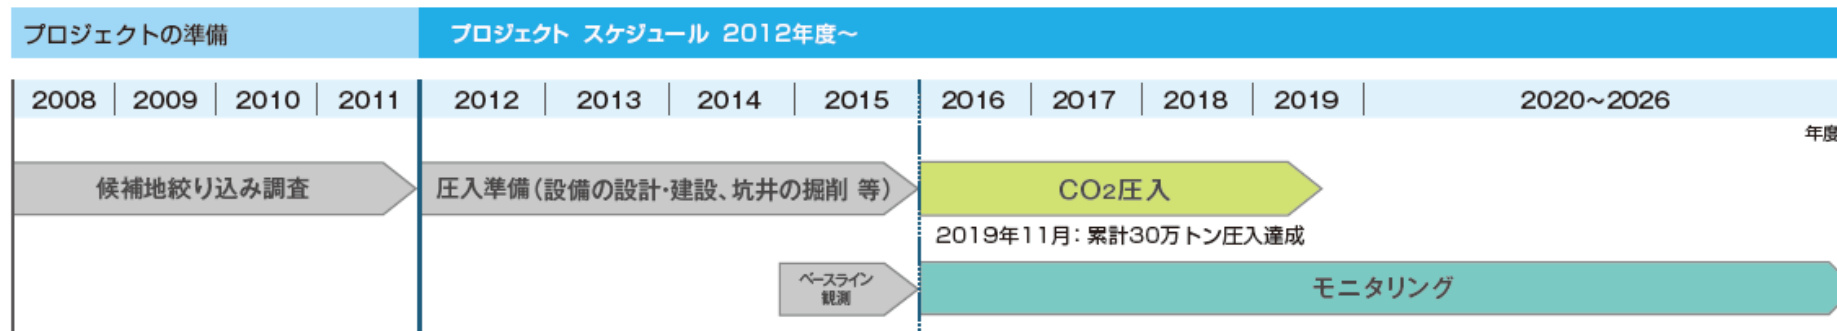 プロジェクトの準備
プロジェクト スケジュール 2012年度~
2008 2009 2010 2011 2012 2013 2014 2015 2016 2017 2018 2019 2020~2026
年度
候補地絞り込み調査
圧入準備(設備の設計・建設、坑井の掘削 等)
CO2圧入
2019年11月:累計30万トン圧入達成
ベースライン
観測
モニタリング